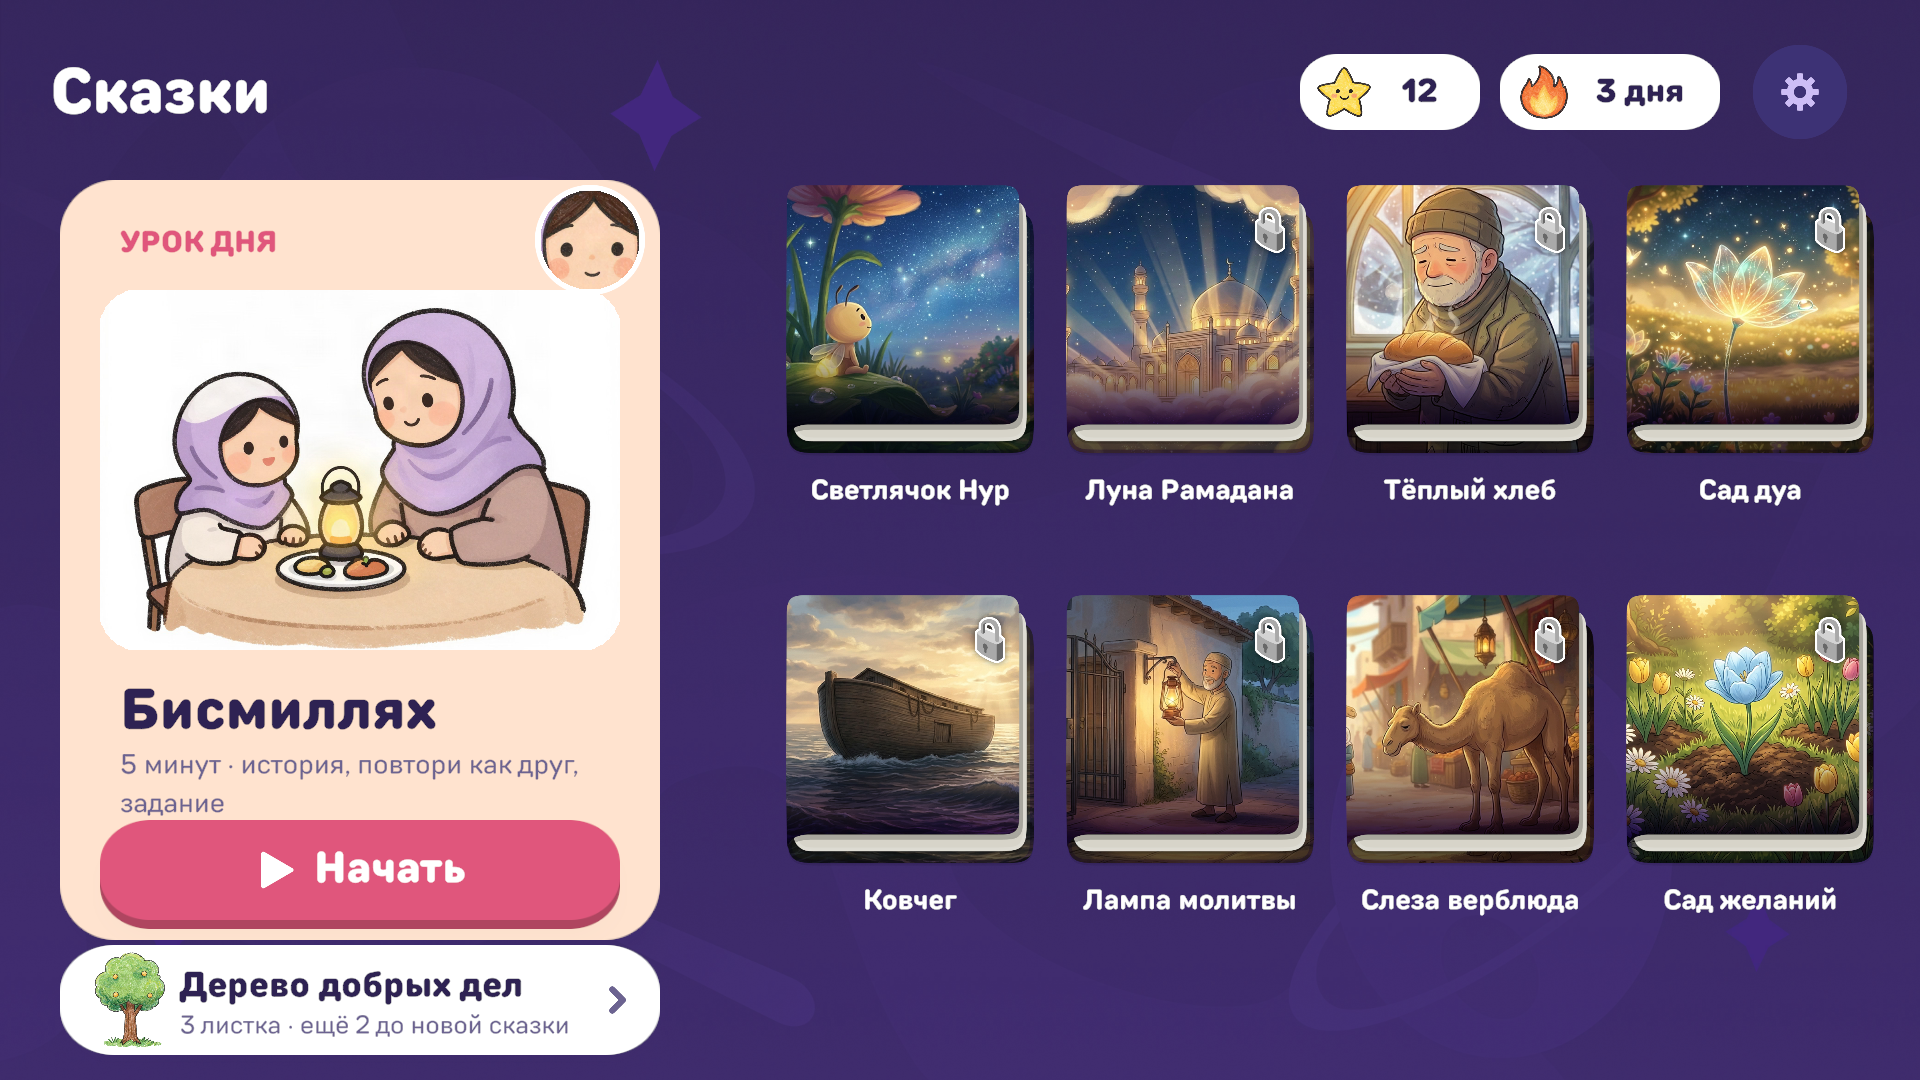 Сказки
12
3 дня
УРОК ДНЯ
Бисмиллях
5 минут · история, повтори как друг,
задание
Начать
Дерево добрых дел
3 листка · ещё 2 до новой сказки
Светлячок Нур
Луна Рамадана
Тёплый хлеб
Сад дуа
Ковчег
Лампа молитвы
Слеза верблюда
Сад желаний